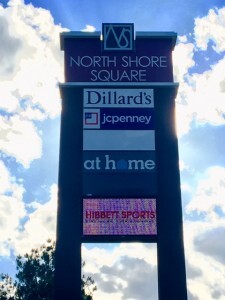 NORTH SHORE
SQUARE
Dillard's
jcpenney
at home
HIBBETT SPORTS